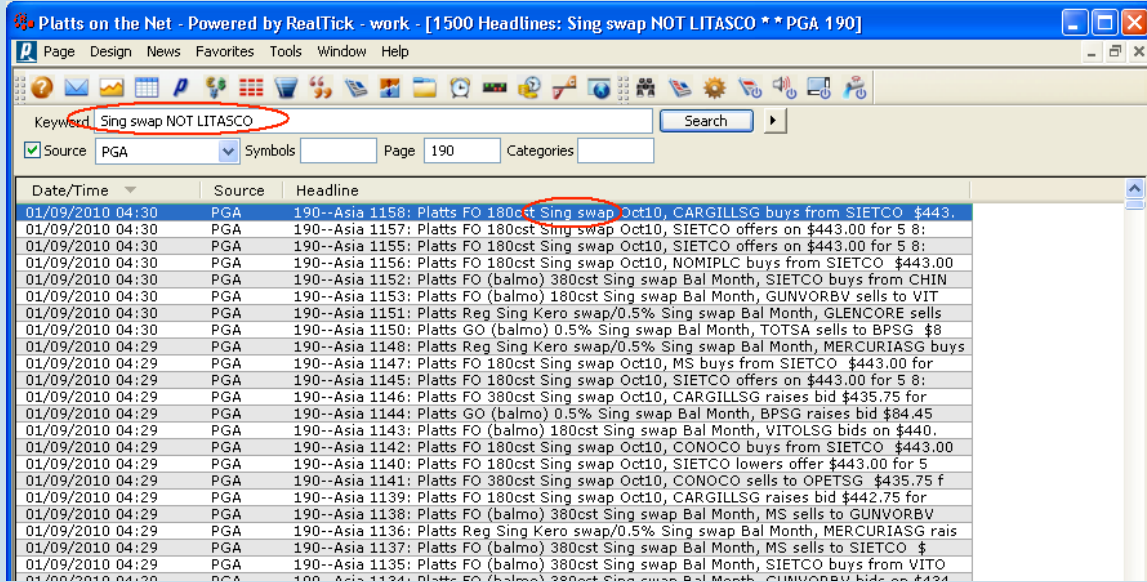 Platts on the Net - Powered by RealTick - work - [1500 Headlines: Sing swap NOT LITASCO * * PGA 190]
Page Design News Favorites Tools Window Help
Keyword Sing swap NOT LITASCO Search
Source PGA Symbols Page 190 Categories
Date/Time Source Headline
01/09/2010 04:30 PGA 190--Asia 1158: Platts FO 180cst Sing swap Oct10, CARGILLSG buys from SIETCO $443.
01/09/2010 04:30 PGA 190--Asia 1157: Platts FO 180cst Sing swap Oct10, SIETCO offers on $443.00 for 5 8:
01/09/2010 04:30 PGA 190--Asia 1155: Platts FO 180cst Sing swap Oct10, SIETCO offers on $443.00 for 5 8:
01/09/2010 04:30 PGA 190--Asia 1156: Platts FO 180cst Sing swap Oct10, NOMIPLC buys from SIETCO $443.00
01/09/2010 04:30 PGA 190--Asia 1152: Platts FO (balmo) 380cst Sing swap Bal Month, SIETCO buys from CHIN
01/09/2010 04:30 PGA 190--Asia 1153: Platts FO (balmo) 180cst Sing swap Bal Month, GUNVORBV sells to VIT
01/09/2010 04:30 PGA 190--Asia 1151: Platts Reg Sing Kero swap/0.5% Sing swap Bal Month, GLENCORE sells
01/09/2010 04:30 PGA 190--Asia 1150: Platts GO (balmo) 0.5% Sing swap Bal Month, TOTSA sells to BPSG $8
01/09/2010 04:29 PGA 190--Asia 1148: Platts Reg Sing Kero swap/0.5% Sing swap Bal Month, MERCURIASG buys
01/09/2010 04:29 PGA 190--Asia 1147: Platts FO 180cst Sing swap Oct10, MS buys from SIETCO $443.00 for
01/09/2010 04:29 PGA 190--Asia 1145: Platts FO 180cst Sing swap Oct10, SIETCO offers on $443.00 for 5 8:
01/09/2010 04:29 PGA 190--Asia 1146: Platts FO 380cst Sing swap Oct10, CARGILLSG raises bid $435.75 for
01/09/2010 04:29 PGA 190--Asia 1144: Platts GO (balmo) 0.5% Sing swap Bal Month, BPSG raises bid $84.45
01/09/2010 04:29 PGA 190--Asia 1143: Platts FO (balmo) 180cst Sing swap Bal Month, VITOLSG bids on $440.
01/09/2010 04:29 PGA 190--Asia 1142: Platts FO 180cst Sing swap Oct10, CONOCO buys from SIETCO $443.00
01/09/2010 04:29 PGA 190--Asia 1140: Platts FO 180cst Sing swap Oct10, SIETCO lowers offer $443.00 for 5
01/09/2010 04:29 PGA 190--Asia 1141: Platts FO 380cst Sing swap Oct10, CONOCO sells to OPETSG $435.75 f
01/09/2010 04:29 PGA 190--Asia 1139: Platts FO 180cst Sing swap Oct10, CARGILLSG raises bid $442.75 for
01/09/2010 04:29 PGA 190--Asia 1138: Platts FO (balmo) 380cst Sing swap Bal Month, MS sells to GUNVORBV
01/09/2010 04:29 PGA 190--Asia 1136: Platts Reg Sing Kero swap/0.5% Sing swap Bal Month, MERCURIASG rais
01/09/2010 04:29 PGA 190--Asia 1137: Platts FO (balmo) 380cst Sing swap Bal Month, MS sells to SIETCO $
01/09/2010 04:29 PGA 190--Asia 1135: Platts FO (balmo) 380cst Sing swap Bal Month, SIETCO buys from VITO
01/09/2010 04:29 PGA 190--Asia 1134: Platts FO (balmo) 380cst Sing swap Bal Month, GUNVORBV bids on $434